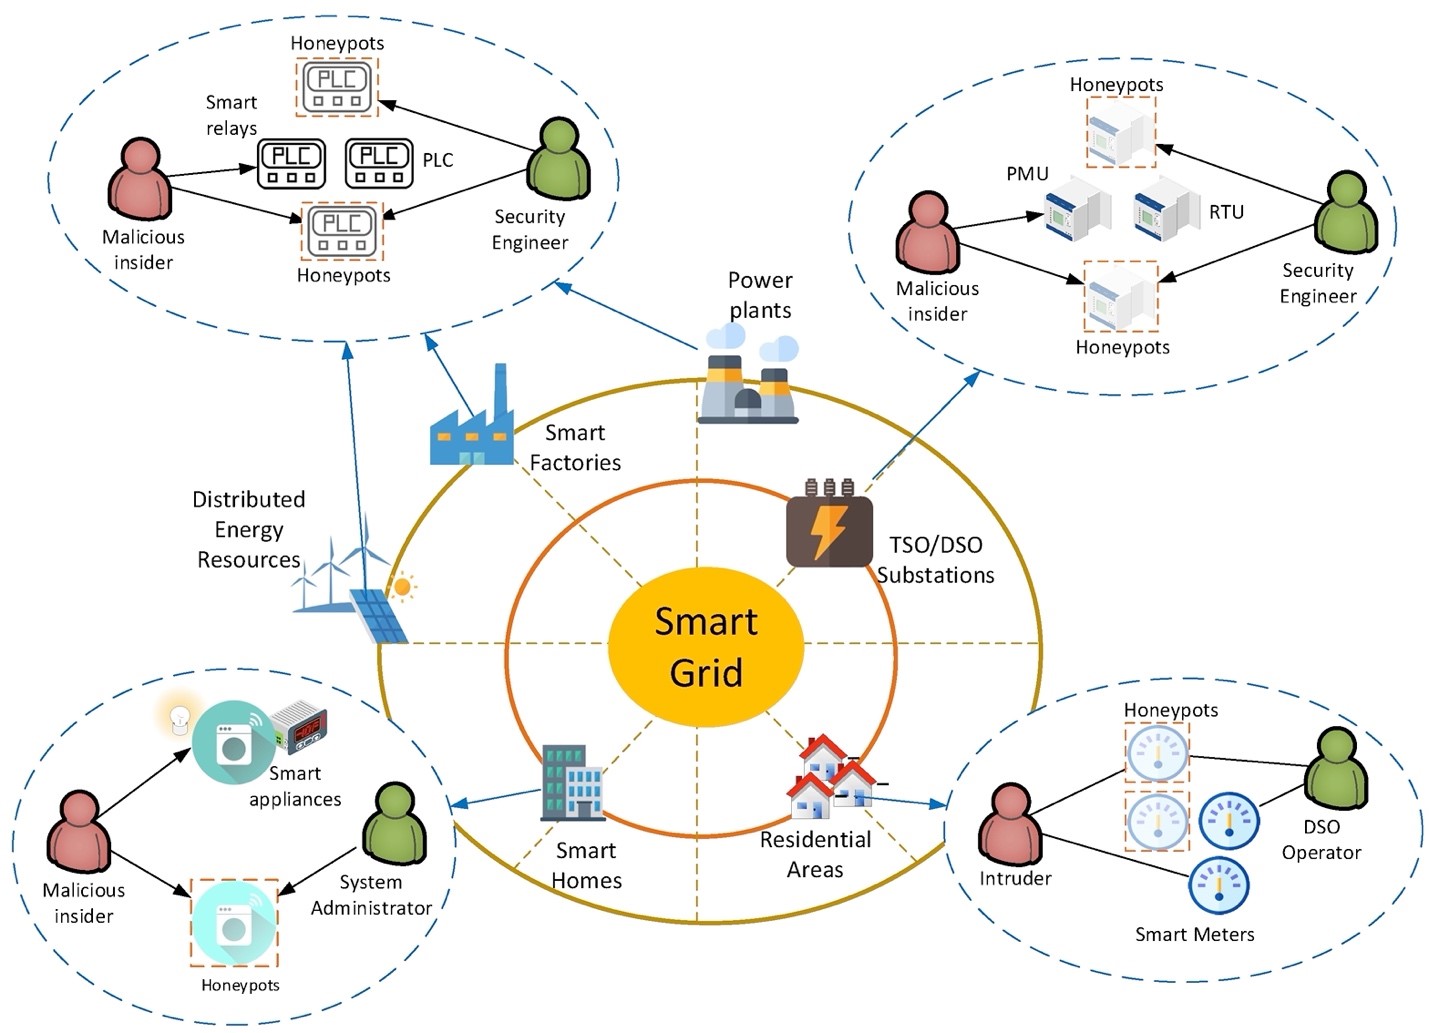 Honeypots
PLC
Smart
relays
PLC
PLC
PLC
PLC
Honeypots
Malicious
insider
Security
Engineer
Honeypots
PMU
RTU
Malicious
insider
Security
Engineer
Honeypots
Power
plants
Smart
Factories
Distributed
Energy
Resources
TSO/DSO
Substations
Smart
Grid
Smart
Homes
Residential
Areas
Smart
appliances
Malicious
insider
System
Administrator
Honeypots
Honeypots
Intruder
DSO
Operator
Smart Meters